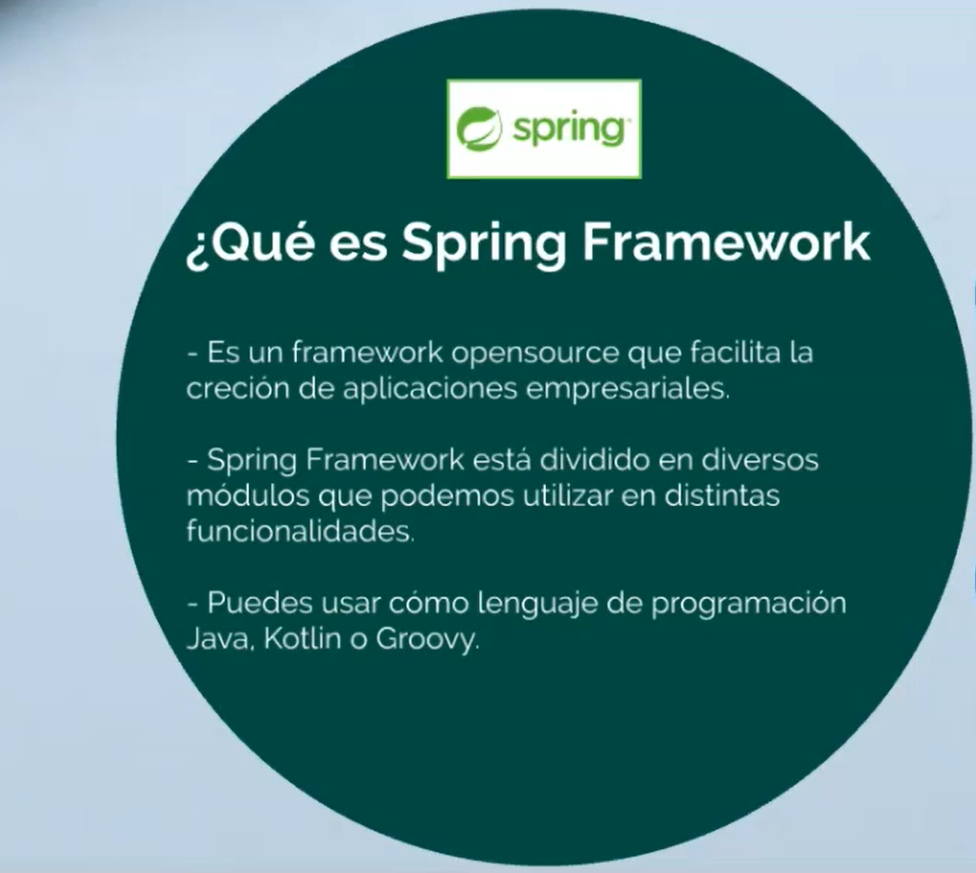 spring
¿Qué es Spring Framework
- Es un framework opensource que facilita la
creción de aplicaciones empresariales.
- Spring Framework está dividido en diversos
módulos que podemos utilizar en distintas
funcionalidades.
- Puedes usar cómo lenguaje de programación
Java, Kotlin o Groovy.